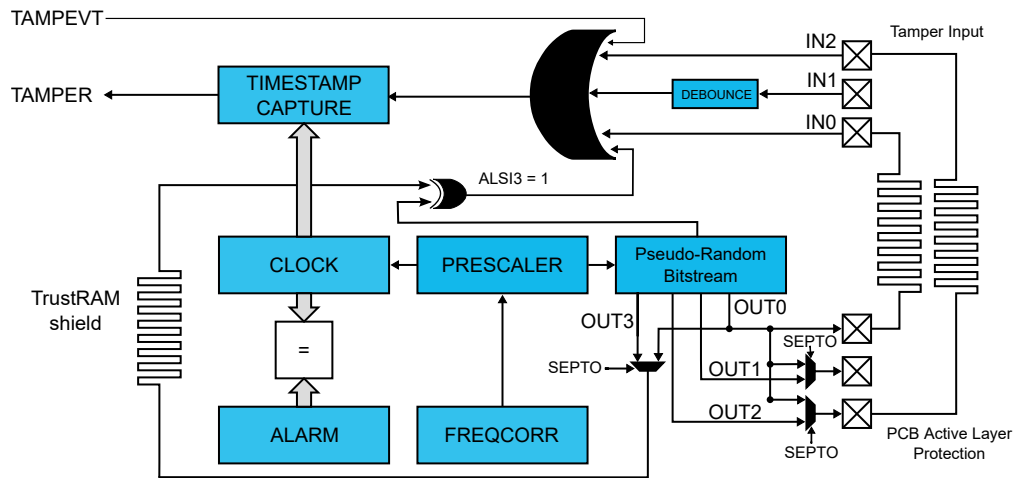 TAMPEVT
IN2
Tamper Input
TIMESTAMP
CAPTURE
TAMPER
DEBOUNCE
IN1
IN0
ALSI3 = 1
CLOCK
PRESCALER
Pseudo-Random
Bitstream
TrustRAM
shield
OUT3
OUT0
=
SEPTO
SEPTO
OUT1
OUT2
ALARM
FREQCORR
SEPTO
PCB Active Layer
Protection